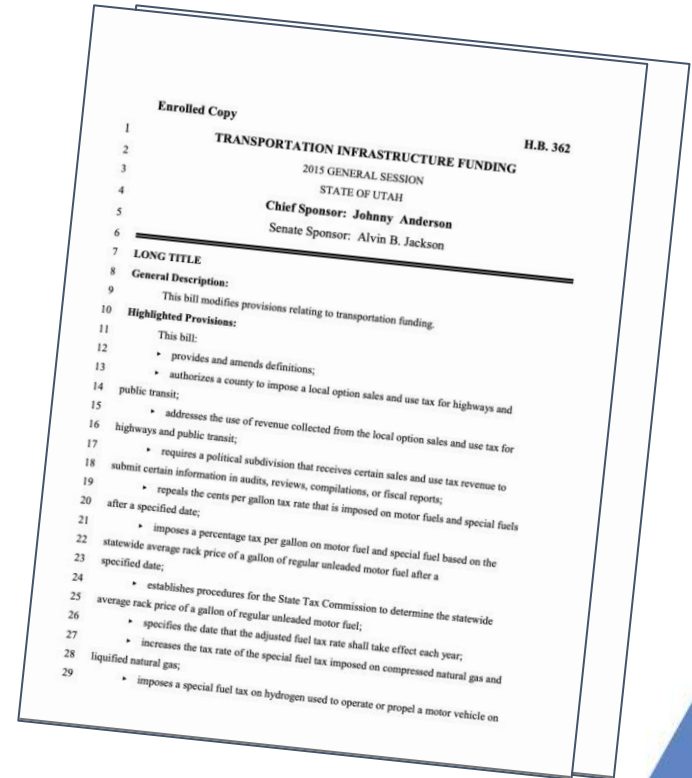 Enrolled Copy
H.B. 362
1
2 TRANSPORTATION INFRASTRUCTURE FUNDING
3 2015 GENERAL SESSION
4 STATE OF UTAH
5 Chief Sponsor: Johnny Anderson
6 Senate Sponsor: Alvin B. Jackson
7 LONG TITLE
8 General Description:
9 This bill modifies provisions relating to transportation funding.
10 Highlighted Provisions:
11 This bill:
12 ▸ provides and amends definitions;
13 ▸ authorizes a county to impose a local option sales and use tax for highways and
14 public transit;
15 ▸ addresses the use of revenue collected from the local option sales and use tax for
16 highways and public transit;
17 ▸ requires a political subdivision that receives certain sales and use tax revenue to
18 submit certain information in audits, reviews, compilations, or fiscal reports;
19 ▸ repeals the cents per gallon tax rate that is imposed on motor fuels and special fuels
20 after a specified date;
21 ▸ imposes a percentage tax per gallon on motor fuel and special fuel based on the
22 statewide average rack price of a gallon of regular unleaded motor fuel after a
23 specified date;
24 ▸ establishes procedures for the State Tax Commission to determine the statewide
25 average rack price of a gallon of regular unleaded motor fuel;
26 ▸ specifies the date that the adjusted fuel tax rate shall take effect each year;
27 ▸ increases the tax rate of the special fuel tax imposed on compressed natural gas and
28 liquified natural gas;
29 ▸ imposes a special fuel tax on hydrogen used to operate or propel a motor vehicle on